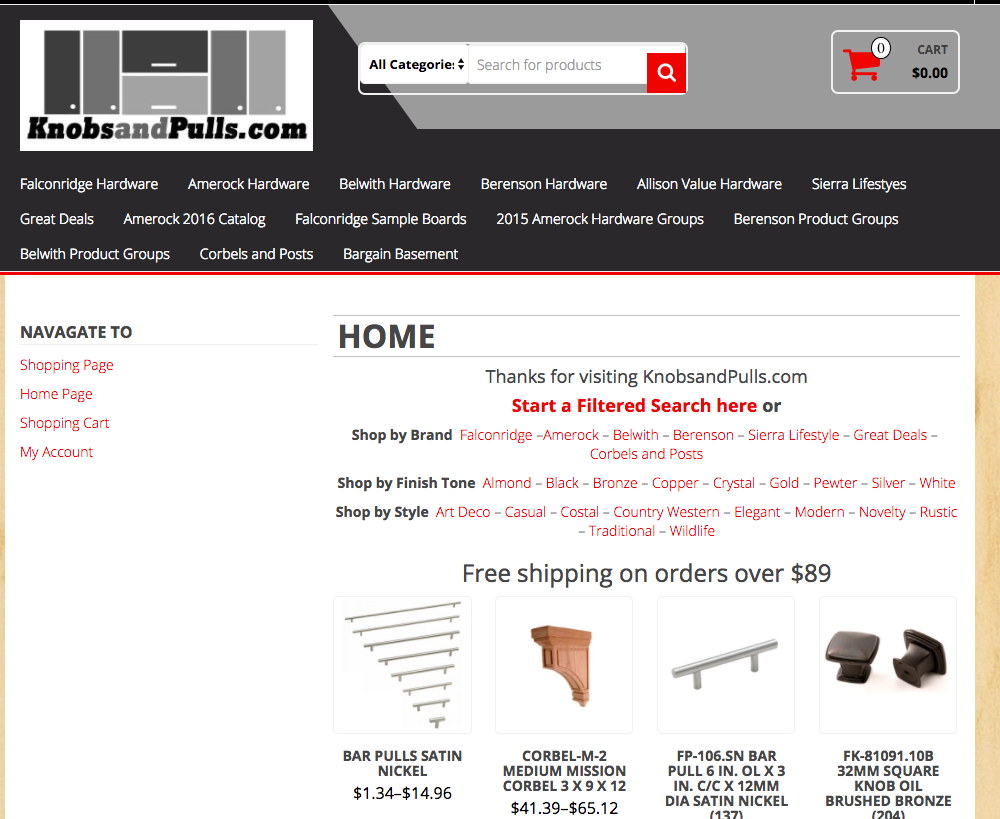 KnobsandPulls.com
All Categorie
Search for products
0
CART
$0.00
Falconridge Hardware Amerock Hardware Belwith Hardware Berenson Hardware Allison Value Hardware Sierra Lifestyes
Great Deals Amerock 2016 Catalog Falconridge Sample Boards 2015 Amerock Hardware Groups Berenson Product Groups
Belwith Product Groups Corbels and Posts Bargain Basement
NAVAGATE TO
Shopping Page
Home Page
Shopping Cart
My Account
HOME
Thanks for visiting KnobsandPulls.com
Start a Filtered Search here or
Shop by Brand Falconridge –Amerock – Belwith – Berenson – Sierra Lifestyle – Great Deals –
Corbels and Posts
Shop by Finish Tone Almond – Black – Bronze – Copper – Crystal – Gold – Pewter – Silver – White
Shop by Style Art Deco – Casual – Costal – Country Western – Elegant – Modern – Novelty – Rustic
– Traditional – Wildlife
Free shipping on orders over $89
BAR PULLS SATIN
NICKEL
$1.34–$14.96
CORBEL-M-2
MEDIUM MISSION
CORBEL 3 X 9 X 12
$41.39–$65.12
FP-106.SN BAR
PULL 6 IN. OL X 3
IN. C/C X 12MM
DIA SATIN NICKEL
(137)
FK-81091.10B
32MM SQUARE
KNOB OIL
BRUSHED BRONZE
(204)